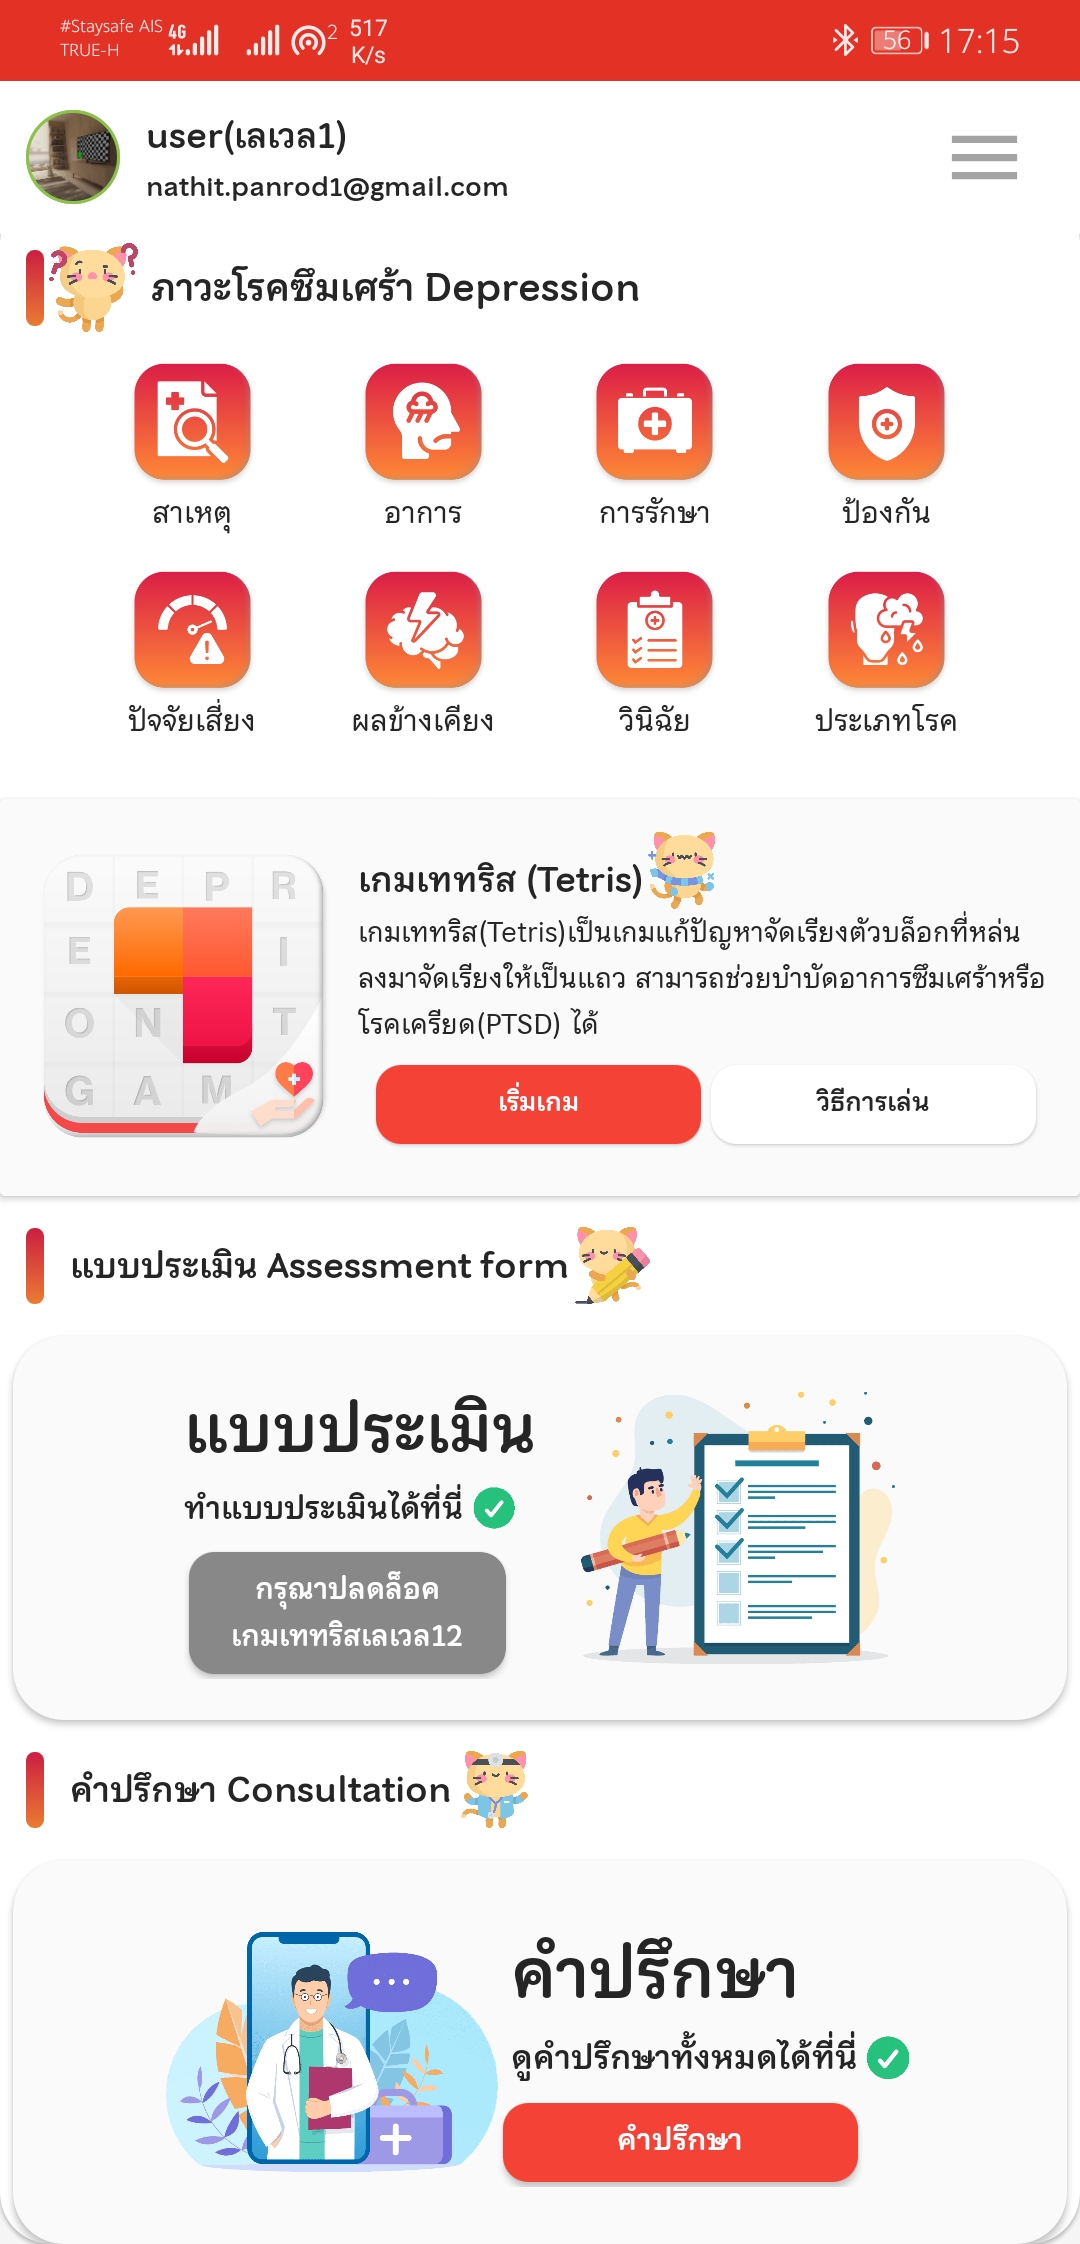 #Staysafe AIS
TRUE-H
4G
2
517
K/s
56
17:15
user(เลเวล1)
nathit.panrod1@gmail.com
ภาวะโรคซึมเศร้า Depression
สาเหตุ
อาการ
การรักษา
ป้องกัน
ปัจจัยเสี่ยง
ผลข้างเคียง
วินิฉัย
ประเภทโรค
D E P R
E I
O N T
G A M
เกมเททริส (Tetris)
เกมเททริส(Tetris)เป็นเกมแก้ปัญหาจัดเรียงตัวบล็อกที่หล่น
ลงมาจัดเรียงให้เป็นแถว สามารถช่วยบำบัดอาการซึมเศร้าหรือ
โรคเครียด(PTSD) ได้
เริ่มเกม
วิธีการเล่น
แบบประเมิน Assessment form
แบบประเมิน
ทำแบบประเมินได้ที่นี่
กรุณาปลดล็อค
เกมเททริสเลเวล12
คำปรึกษา Consultation
คำปรึกษา
ดูคำปรึกษาทั้งหมดได้ที่นี่
คำปรึกษา